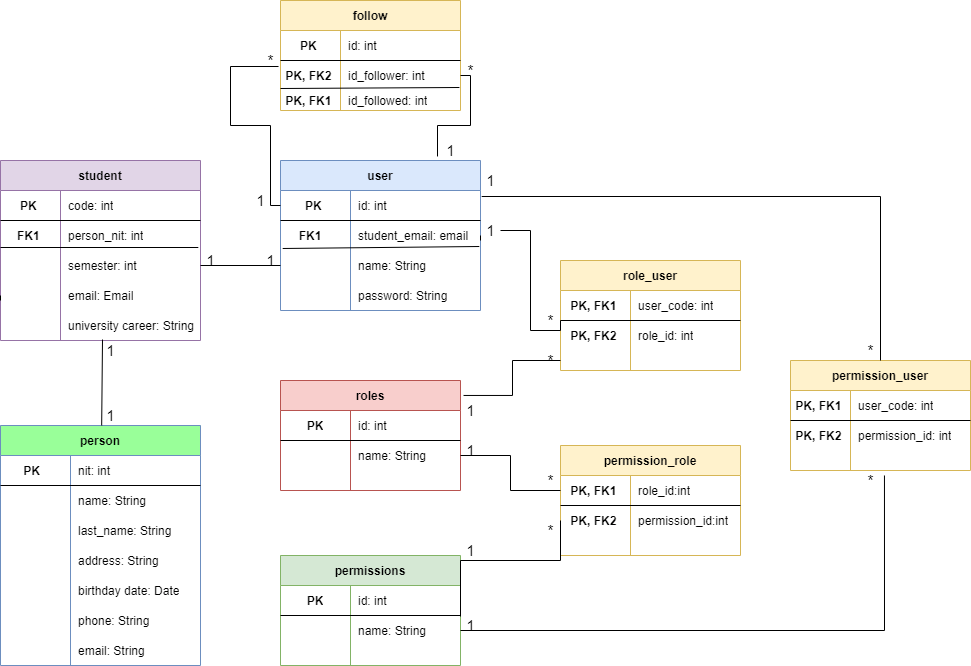 follow
PK id: int
* PK, FK2 id_follower: int *
PK, FK1 id_followed: int
1
student
PK code: int
FK1 person_nit: int
semester: int
email: Email
university career: String
1
1
user
1 PK id: int 1
FK1 student_email: email 1
1 name: String
password: String
role_user
PK, FK1 user_code: int
* PK, FK2 role_id: int
*
*
permission_user
PK, FK1 user_code: int
PK, FK2 permission_id: int
*
roles
PK id: int 1
name: String 1
1
person
PK nit: int
name: String
last_name: String
address: String
birthday date: Date
phone: String
email: String
permission_role
* PK, FK1 role_id:int
* PK, FK2 permission_id:int
permissions 1
PK id: int
name: String 1